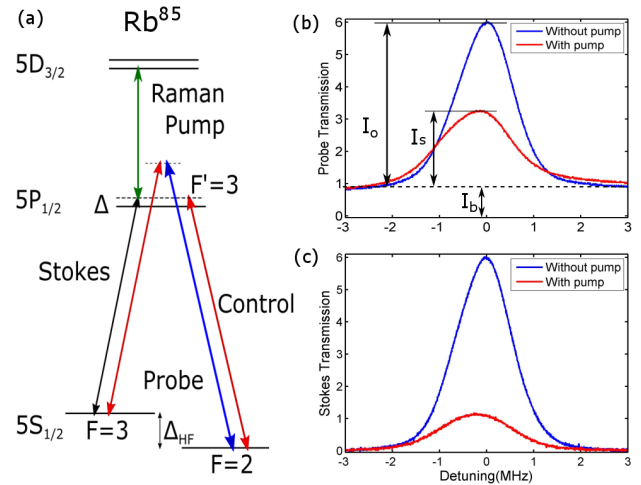 (a)
Rb⁸⁵
5D₃/₂
Raman
Pump
5P₁/₂
Δ
F'=3
Stokes
Control
Probe
5S₁/₂
F=3
Δ_HF
F=2
(b)
Without pump
With pump
Iₒ
Iₛ
I_b
Probe Transmission
6
5
4
3
2
1
0
-3 -2 -1 0 1 2 3
(c)
Without pump
With pump
Stokes Transmission
6
5
4
3
2
1
0
-3 -2 -1 0 1 2 3
Detuning(MHz)